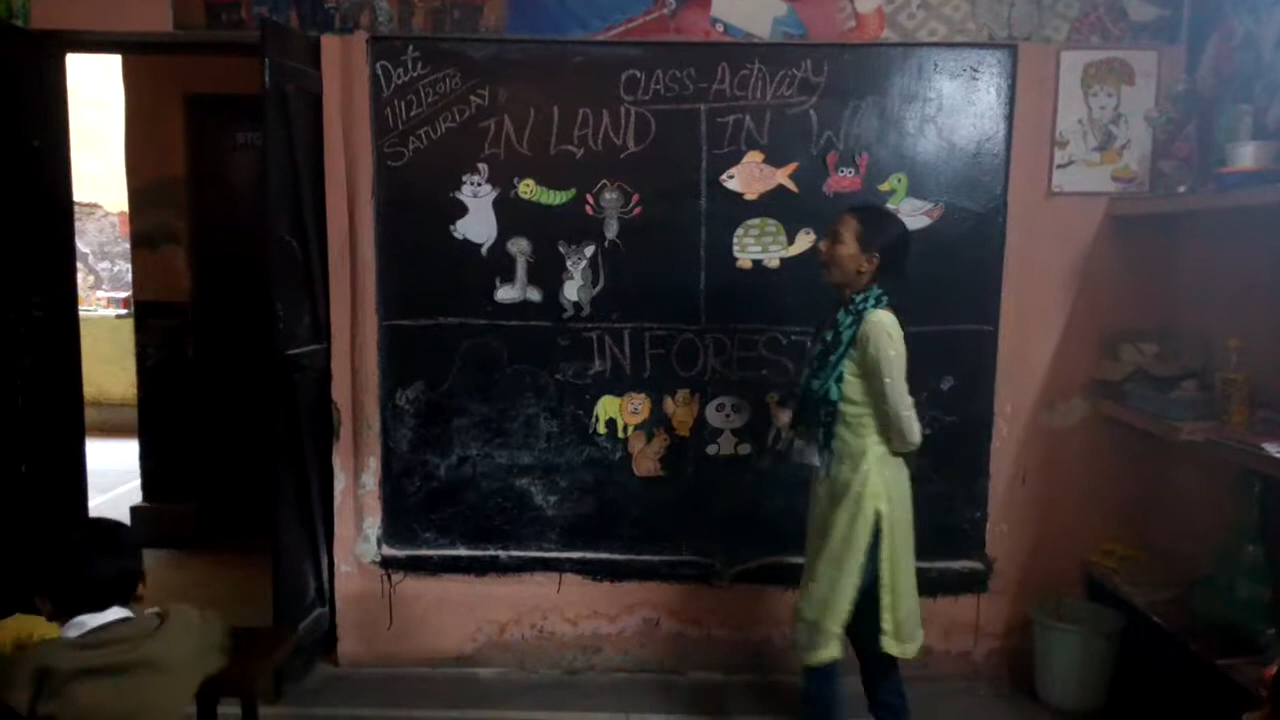 Date
1/12/2018
SATURDAY
CLASS-ACTIVITY
IN LAND
IN
IN FOREST